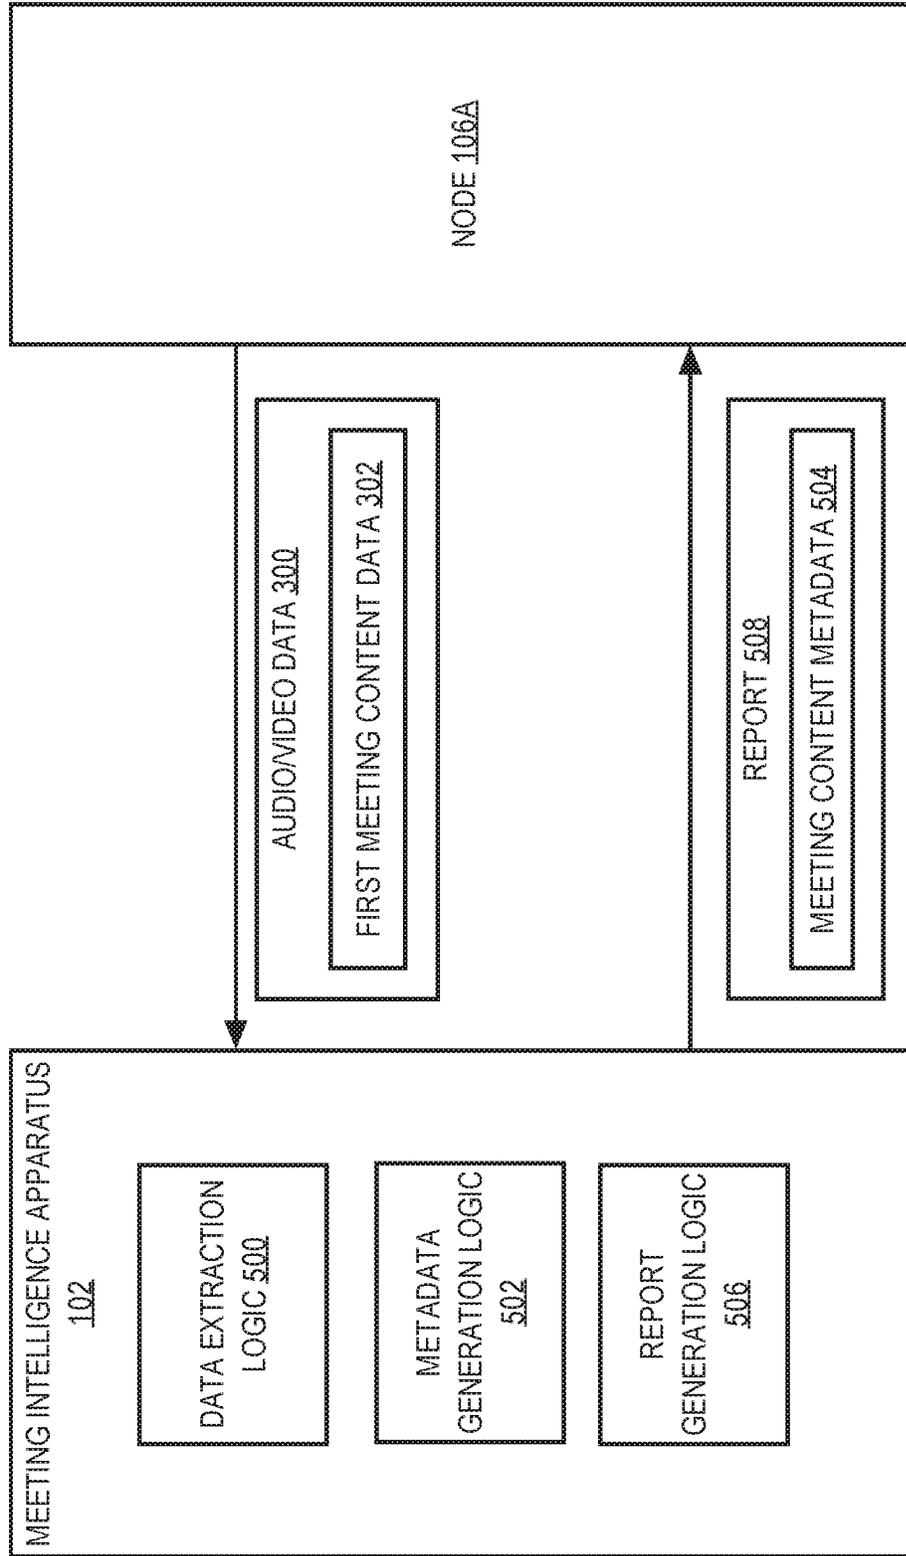 MEETING INTELLIGENCE APPARATUS
102
DATA EXTRACTION
LOGIC 500
METADATA
GENERATION LOGIC
502
REPORT
GENERATION LOGIC
506
AUDIO/VIDEO DATA 300
FIRST MEETING CONTENT DATA 302
REPORT 508
MEETING CONTENT METADATA 504
NODE 106A